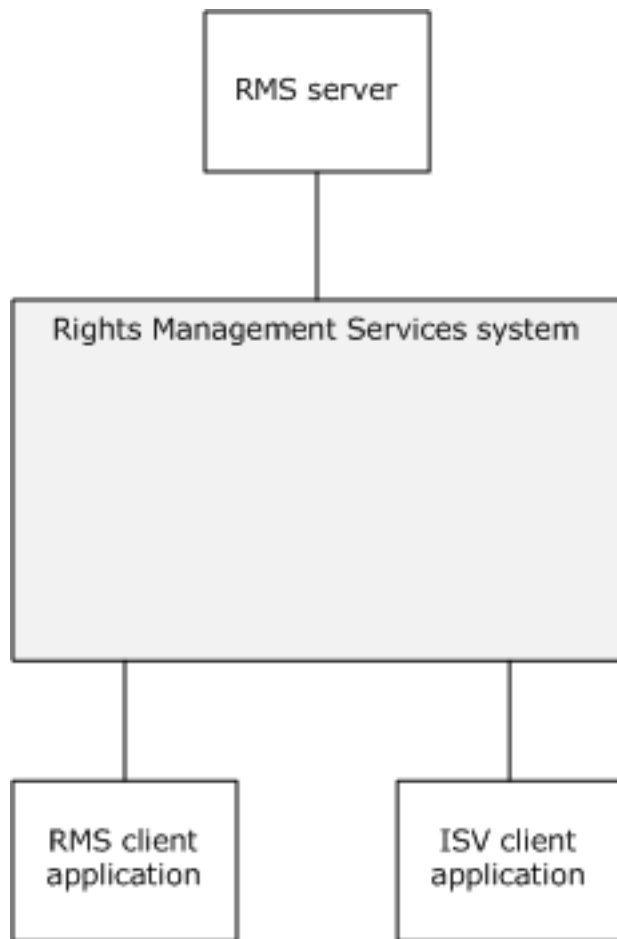 RMS server
Rights Management Services system
RMS client
application
ISV client
application